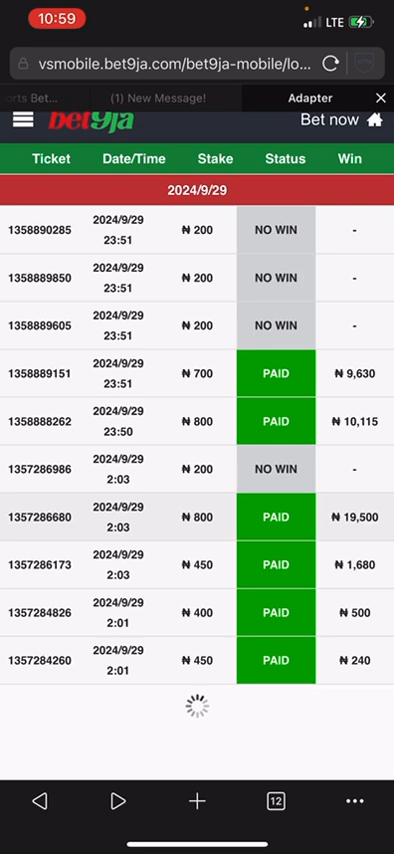 10:59
LTE
vsmobile.bet9ja.com/bet9ja-mobile/lo...
orts Bet...
(1) New Message!
Adapter
bet9ja
Bet now
Ticket Date/Time Stake Status Win
2024/9/29
1358890285 2024/9/29 23:51 ₦ 200 NO WIN -
1358889850 2024/9/29 23:51 ₦ 200 NO WIN -
1358889605 2024/9/29 23:51 ₦ 200 NO WIN -
1358889151 2024/9/29 23:51 ₦ 700 PAID ₦ 9,630
1358888262 2024/9/29 23:50 ₦ 800 PAID ₦ 10,115
1357286986 2024/9/29 2:03 ₦ 200 NO WIN -
1357286680 2024/9/29 2:03 ₦ 800 PAID ₦ 19,500
1357286173 2024/9/29 2:03 ₦ 450 PAID ₦ 1,680
1357284826 2024/9/29 2:01 ₦ 400 PAID ₦ 500
1357284260 2024/9/29 2:01 ₦ 450 PAID ₦ 240
12